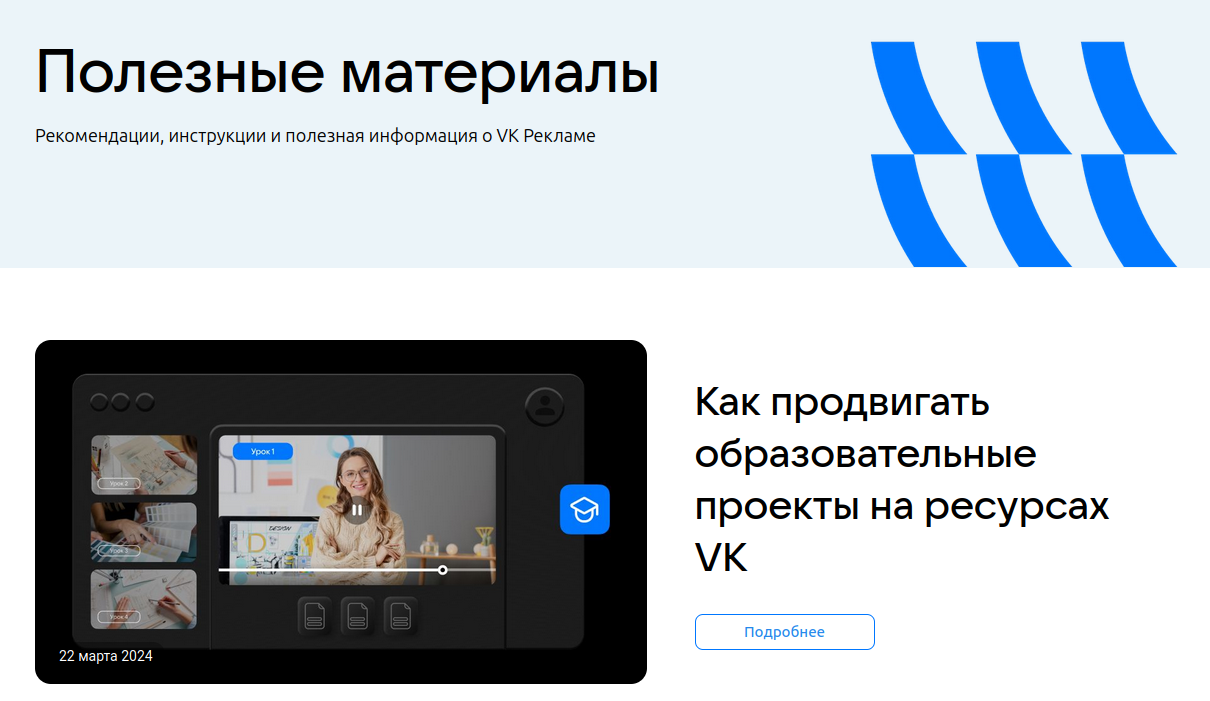 Полезные материалы
Рекомендации, инструкции и полезная информация о VK Рекламе
Урок 1
Урок 2
Урок 3
Урок 4
DESIGN
22 марта 2024
Как продвигать
образовательные
проекты на ресурсах
VK
Подробнее